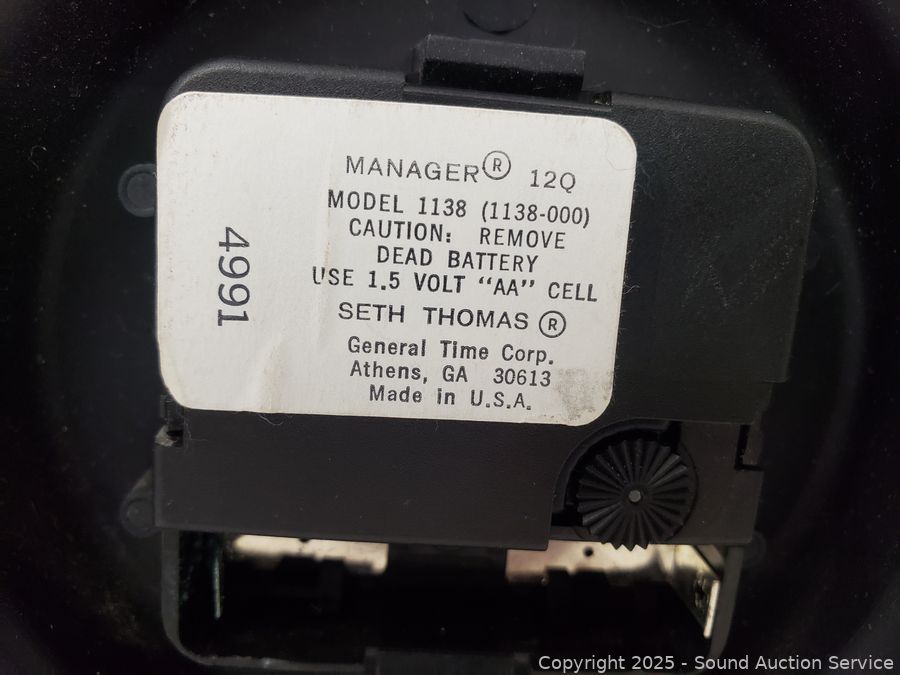 MANAGER® 12Q
MODEL 1138 (1138-000)
CAUTION: REMOVE
DEAD BATTERY
USE 1.5 VOLT “AA” CELL
SETH THOMAS ®
General Time Corp.
Athens, GA 30613
Made in U.S.A.
4991
Copyright © 2025 - Sound Auction Service